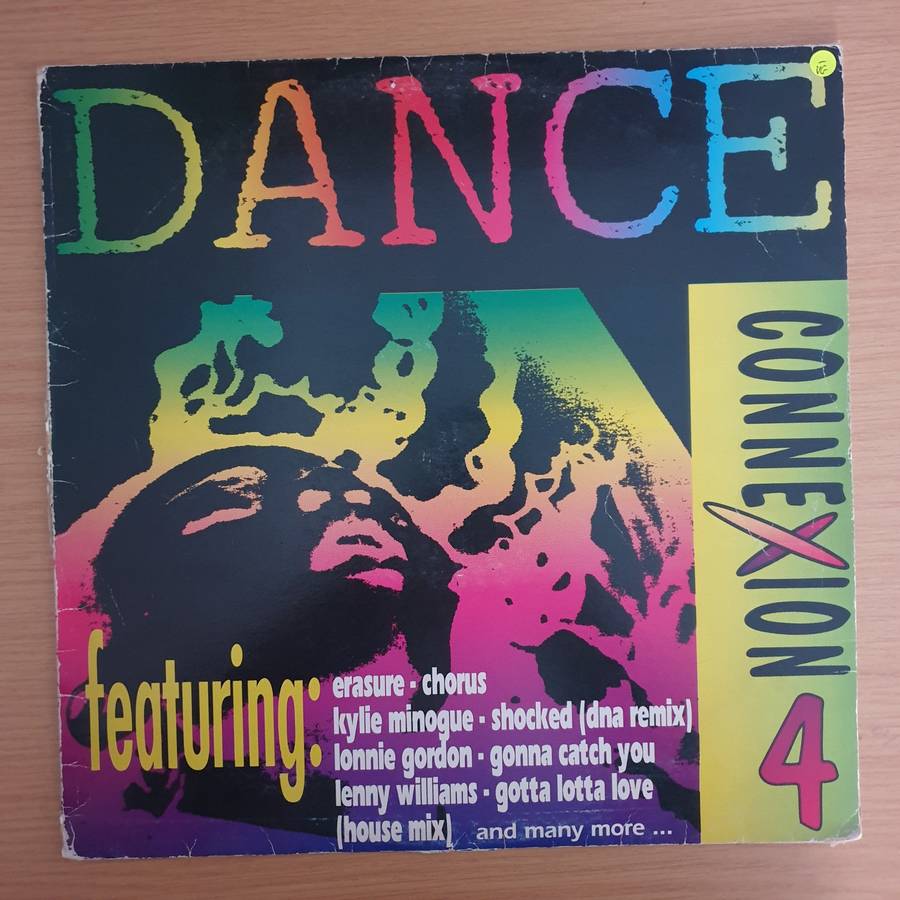 DANCE
CONNEXION 4
featuring:
erasure - chorus
kylie minogue - shocked (dna remix)
lonnie gordon - gonna catch you
lenny williams - gotta lotta love
(house mix) and many more ...